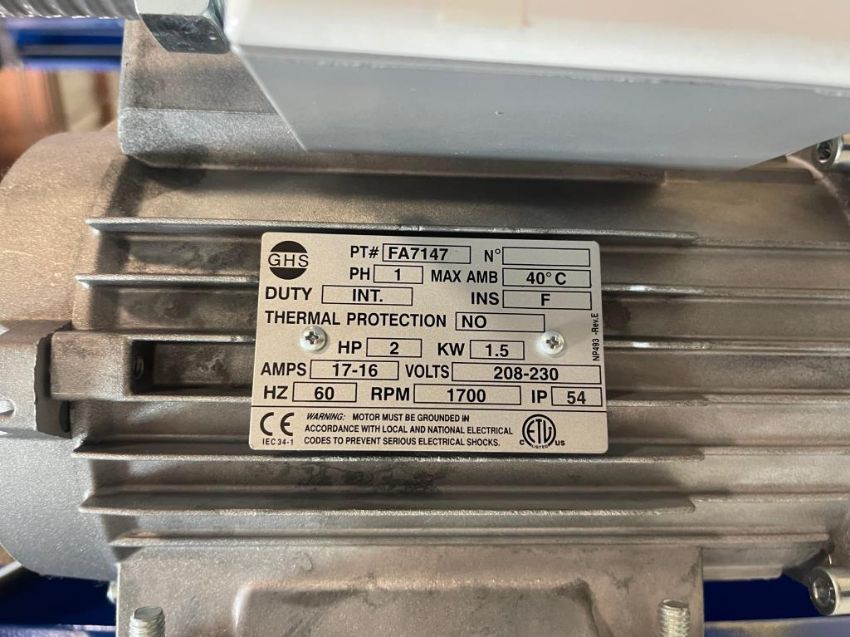 GHS
PT# FA7147 N°
PH 1 MAX AMB 40°C
DUTY INT. INS F
THERMAL PROTECTION NO
HP 2 KW 1.5
AMPS 17-16 VOLTS 208-230
HZ 60 RPM 1700 IP 54
CE IEC 34-1
WARNING: MOTOR MUST BE GROUNDED IN
ACCORDANCE WITH LOCAL AND NATIONAL ELECTRICAL
CODES TO PREVENT SERIOUS ELECTRICAL SHOCKS.
C ETL US
LISTED
NP493 -Rev.E